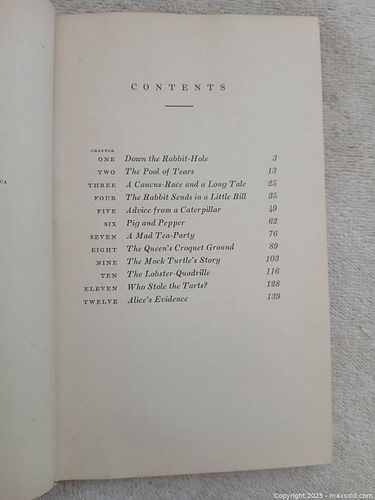 CONTENTS
CHAPTER
ONE Down the Rabbit-Hole 3
TWO The Pool of Tears 13
THREE A Caucus-Race and a Long Tale 25
FOUR The Rabbit Sends in a Little Bill 35
FIVE Advice from a Caterpillar 49
SIX Pig and Pepper 62
SEVEN A Mad Tea-Party 76
EIGHT The Queen's Croquet Ground 89
NINE The Mock Turtle's Story 103
TEN The Lobster-Quadrille 116
ELEVEN Who Stole the Tarts? 128
TWELVE Alice's Evidence 139
Copyright 2025 - maxsold.com